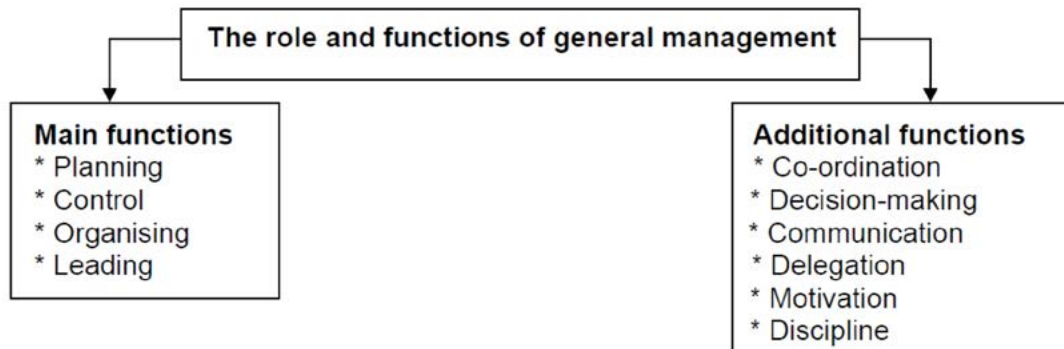 The role and functions of general management
Main functions
* Planning
* Control
* Organising
* Leading
Additional functions
* Co-ordination
* Decision-making
* Communication
* Delegation
* Motivation
* Discipline